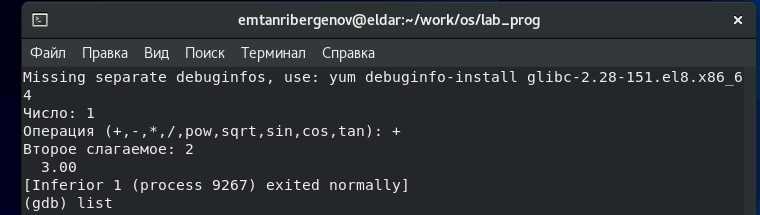 emtanribergenov@eldar:~/work/os/lab_prog
Файл Правка Вид Поиск Терминал Справка
Missing separate debuginfos, use: yum debuginfo-install glibc-2.28-151.el8.x86_6
4
Число: 1
Операция (+,-,*,/,pow,sqrt,sin,cos,tan): +
Второе слагаемое: 2
  3.00
[Inferior 1 (process 9267) exited normally]
(gdb) list